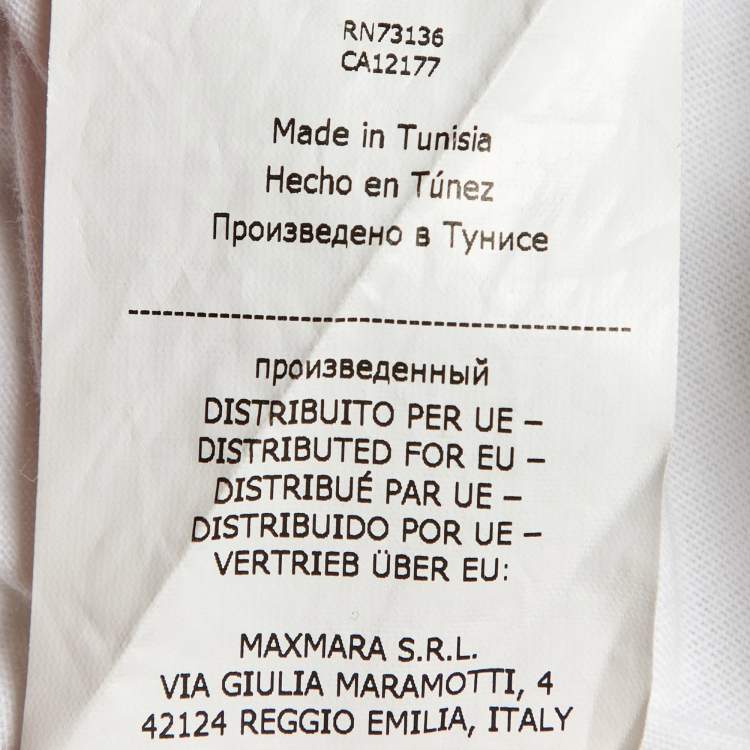 RN73136
CA12177
Made in Tunisia
Hecho en Túnez
Произведено в Тунисе
произведенный
DISTRIBUITO PER UE –
DISTRIBUTED FOR EU –
DISTRIBUÉ PAR UE –
DISTRIBUIDO POR UE –
VERTRIEB ÜBER EU:
MAXMARA S.R.L.
VIA GIULIA MARAMOTTI, 4
42124 REGGIO EMILIA, ITALY